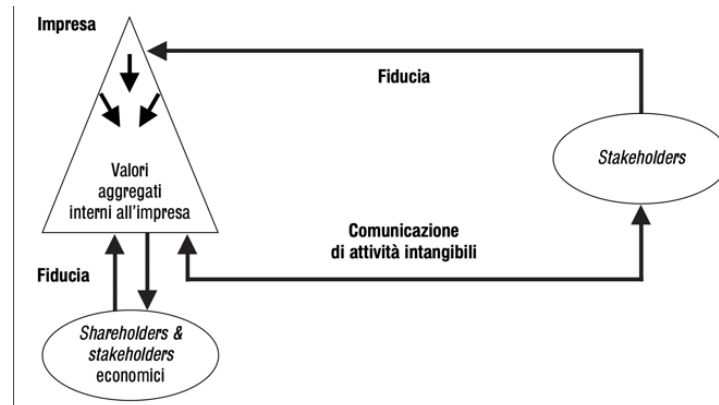 Impresa
Fiducia
Stakeholders
Valori
aggregati
interni all'impresa
Comunicazione
di attività intangibili
Fiducia
Shareholders &
stakeholders
economici